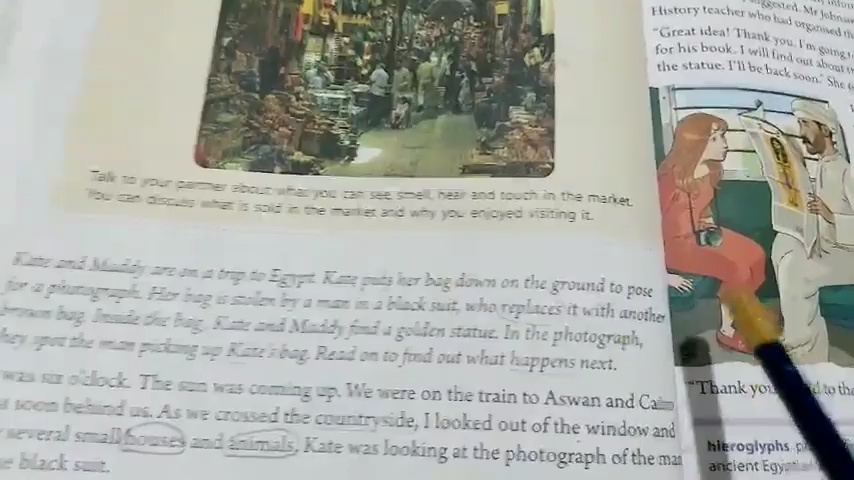 Talk to your partner about what you can see, smell, hear and touch in the market.
You can discuss what is sold in the market and why you enjoyed visiting it.
Kate and Maddy are on a trip to Egypt. Kate puts her bag down on the ground to pose
for a photograph. Her bag is stolen by a man in a black suit, who replaces it with another
brown bag. Inside the bag, Kate and Maddy find a golden statue. In the photograph,
they spot the man picking up Kate's bag. Read on to find out what happens next.
was six o'clock. The sun was coming up. We were on the train to Aswan and
soon behind us. As we crossed the countryside, I looked out of the window and
several small houses and animals. Kate was looking at the photograph of the
black suit.
suggested. Mr
History teacher who had organised
"Great idea! Thank you. I'm going
for his book. I will find out about
the statue. I'll be back soon." She
"Thank you to the
hieroglyphs
ancient